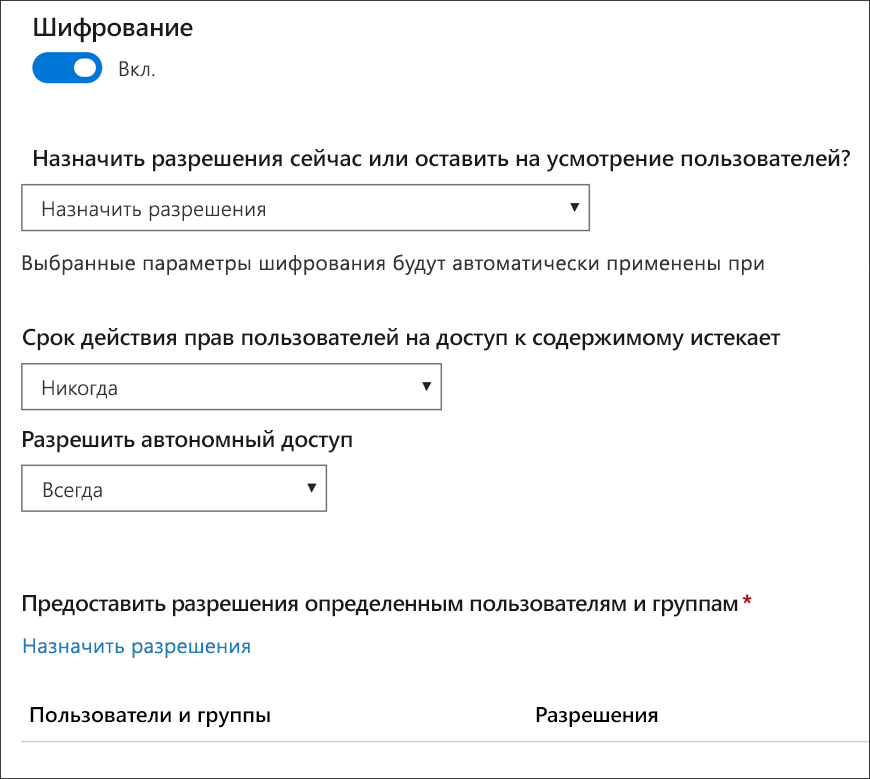 Шифрование
Вкл.
Назначить разрешения сейчас или оставить на усмотрение пользователей?
Назначить разрешения
Выбранные параметры шифрования будут автоматически применены при
Срок действия прав пользователей на доступ к содержимому истекает
Никогда
Разрешить автономный доступ
Всегда
Предоставить разрешения определенным пользователям и группам*
Назначить разрешения
Пользователи и группы Разрешения